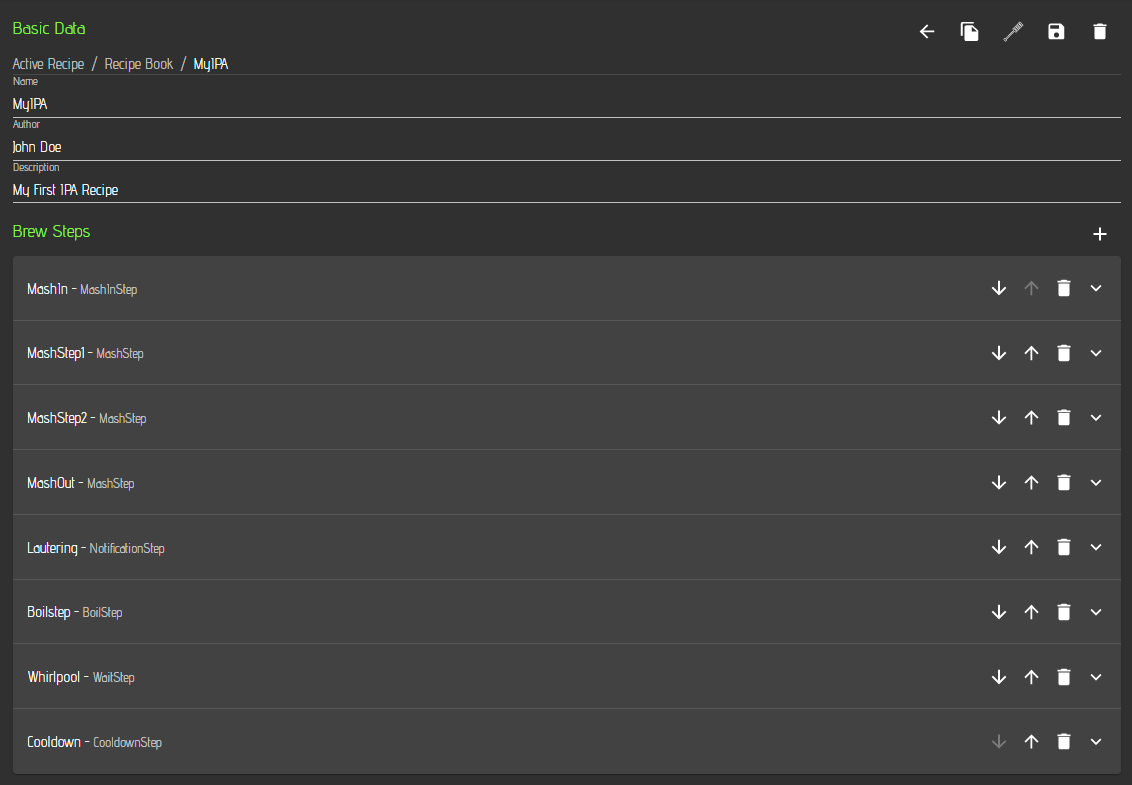 Basic Data
Active Recipe / Recipe Book / MyIPA
Name
MyIPA
Author
John Doe
Description
My First IPA Recipe
Brew Steps
MashIn - MashInStep
MashStep1 - MashStep
MashStep2 - MashStep
MashOut - MashStep
Lautering - NotificationStep
Boilstep - BoilStep
Whirlpool - WaitStep
Cooldown - CooldownStep